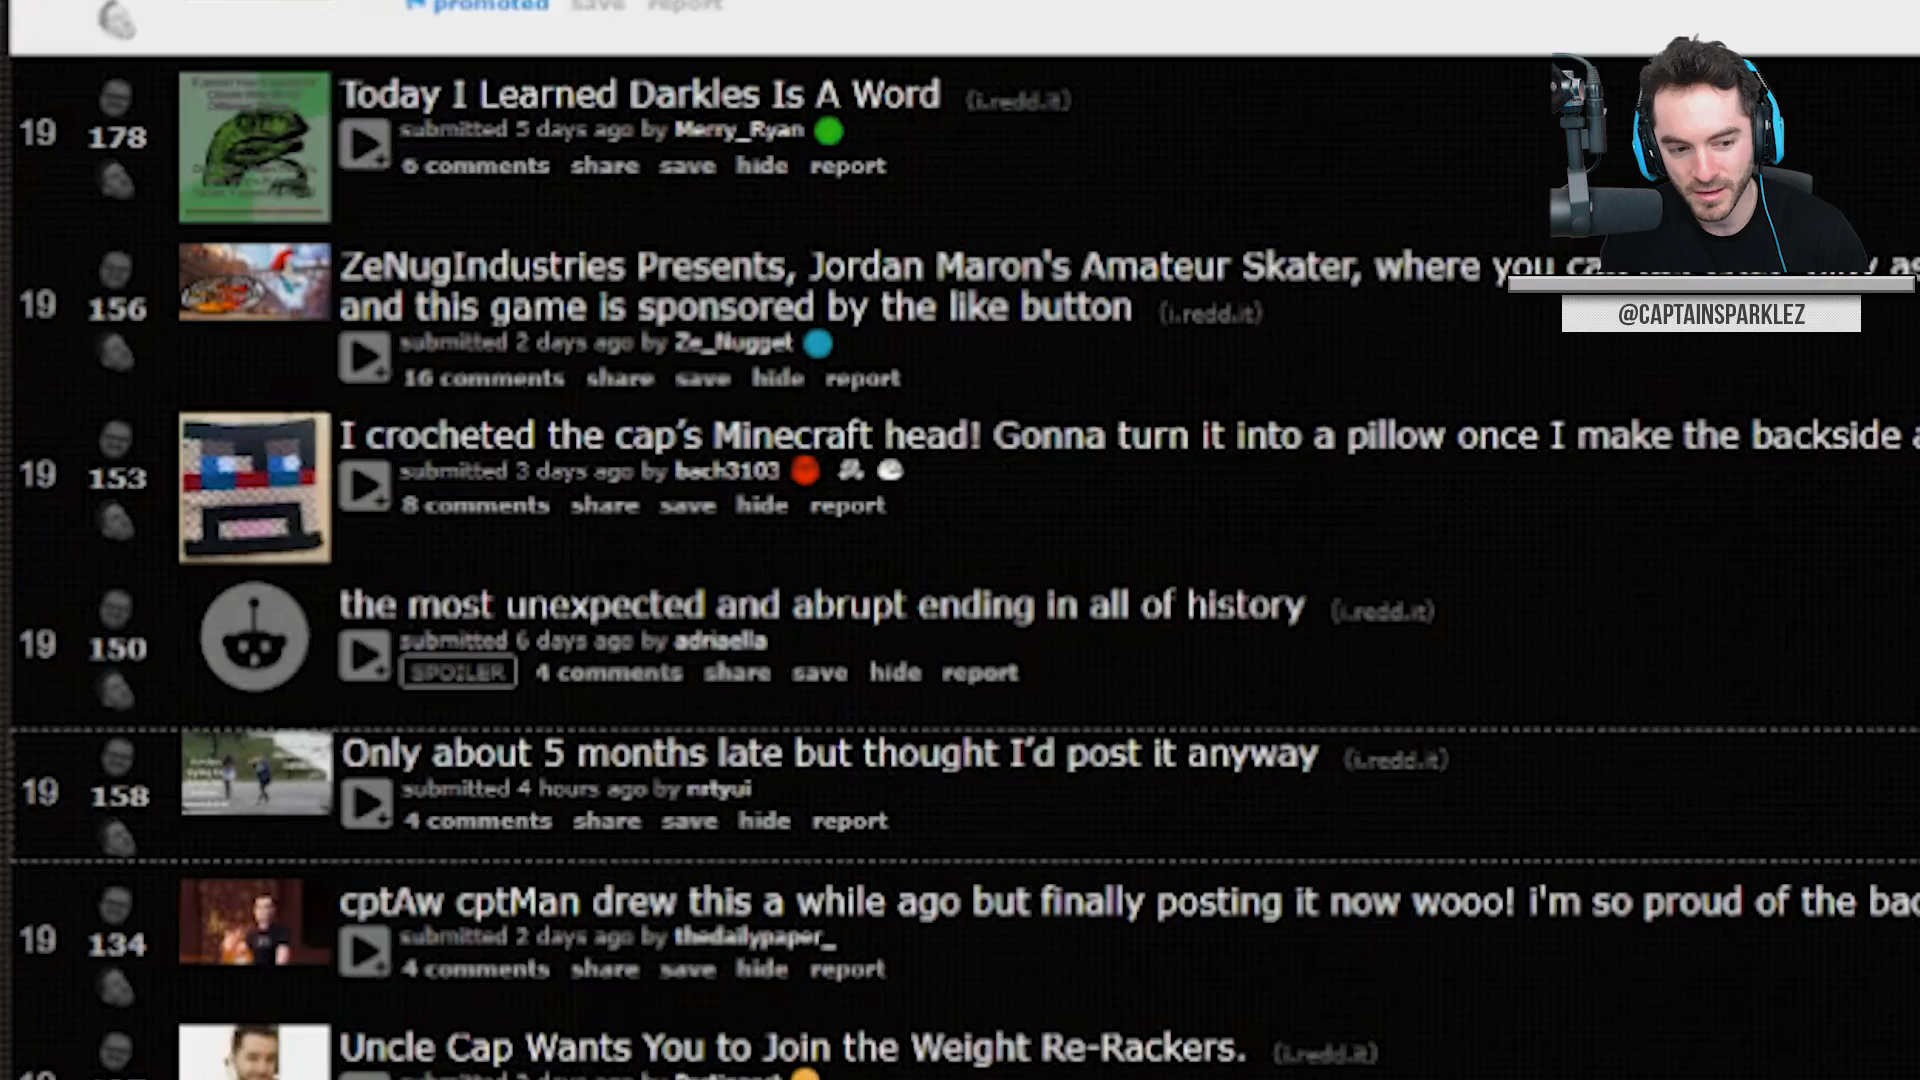 promoted save report
19 178 Today I Learned Darkles Is A Word (i.redd.it)
submitted 5 days ago by Merry_Ryan
6 comments share save hide report
19 156 ZeNugIndustries Presents, Jordan Maron's Amateur Skater, where you
and this game is sponsored by the like button (i.redd.it)
submitted 2 days ago by Ze_Nugget
16 comments share save hide report
@CAPTAINSPARKLEZ
19 153 I crocheted the cap’s Minecraft head! Gonna turn it into a pillow once I make the backside
submitted 3 days ago by bach3103
8 comments share save hide report
19 150 the most unexpected and abrupt ending in all of history (i.redd.it)
submitted 6 days ago by adriaella
SPOILER 4 comments share save hide report
19 158 Only about 5 months late but thought I’d post it anyway (i.redd.it)
submitted 4 hours ago by nrtyui
4 comments share save hide report
19 134 cptAw cptMan drew this a while ago but finally posting it now wooo! i'm so proud of the
submitted 2 days ago by thedailypaper_
4 comments share save hide report
Uncle Cap Wants You to Join the Weight Re-Rackers. (i.redd.it)